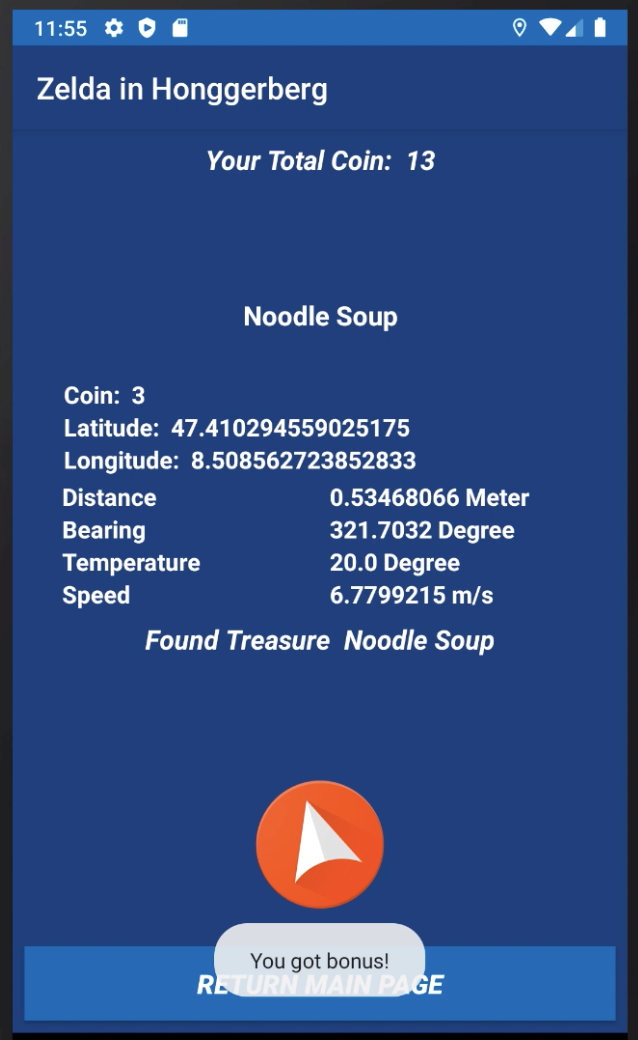 11:55
Zelda in Honggerberg
Your Total Coin: 13
Noodle Soup
Coin: 3
Latitude: 47.410294559025175
Longitude: 8.508562723852833
Distance 0.53468066 Meter
Bearing 321.7032 Degree
Temperature 20.0 Degree
Speed 6.7799215 m/s
Found Treasure Noodle Soup
You got bonus!
RETURN MAIN PAGE